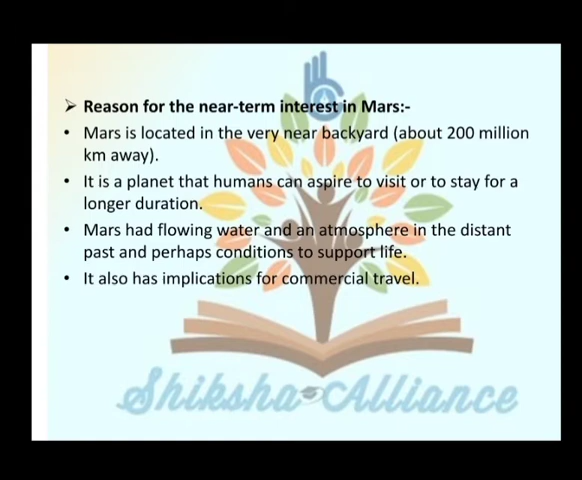 ➢ Reason for the near-term interest in Mars:-
• Mars is located in the very near backyard (about 200 million
km away).
• It is a planet that humans can aspire to visit or to stay for a
longer duration.
• Mars had flowing water and an atmosphere in the distant
past and perhaps conditions to support life.
• It also has implications for commercial travel.
Shiksha Alliance